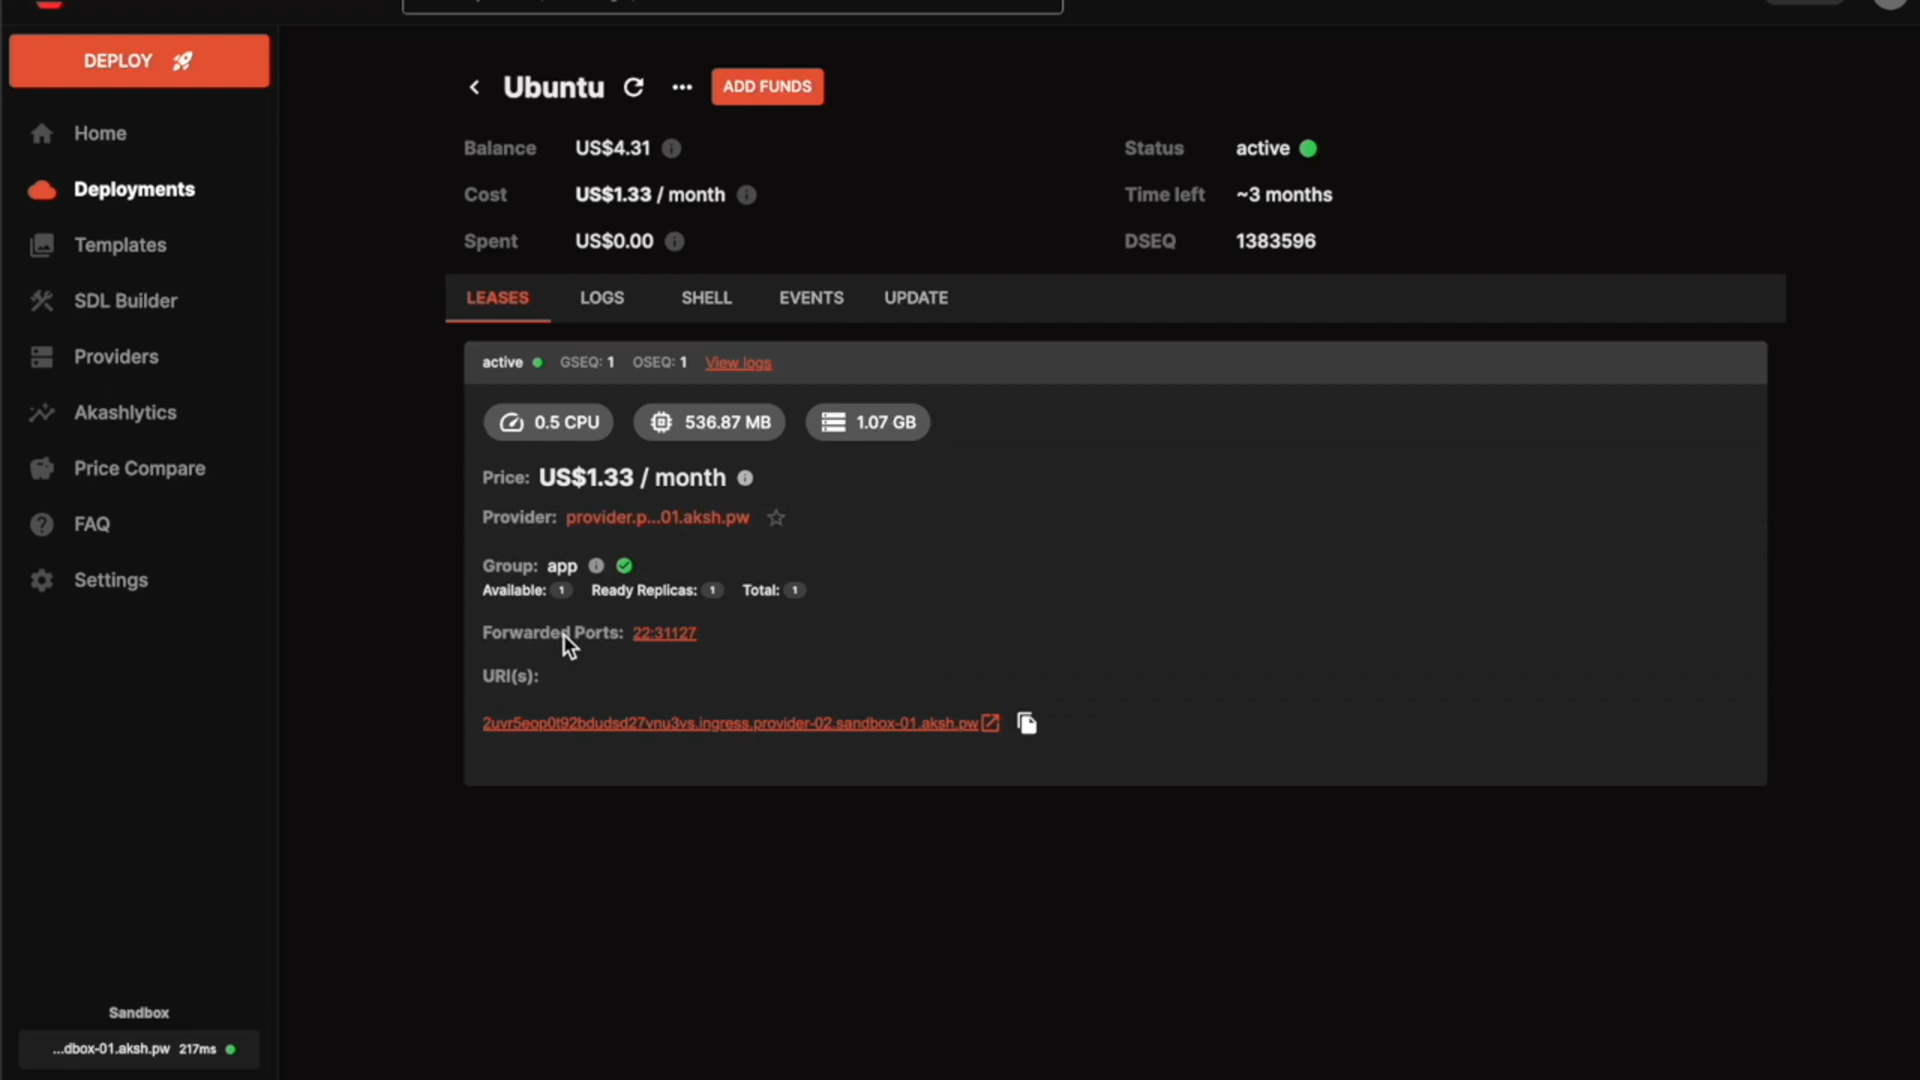 DEPLOY
Home
Deployments
Templates
SDL Builder
Providers
Akashlytics
Price Compare
FAQ
Settings
Sandbox
...dbox-01.aksh.pw 217ms
Ubuntu
ADD FUNDS
Balance US$4.31
Cost US$1.33 / month
Spent US$0.00
Status active
Time left ~3 months
DSEQ 1383596
LEASES LOGS SHELL EVENTS UPDATE
active GSEQ: 1 OSEQ: 1 View logs
0.5 CPU 536.87 MB 1.07 GB
Price: US$1.33 / month
Provider: provider.p...01.aksh.pw
Group: app
Available: 1 Ready Replicas: 1 Total: 1
Forwarded Ports: 22:31127
URI(s):
2uvr5eop0t92bdudsd27vnu3vs.ingress.provider-02.sandbox-01.aksh.pw